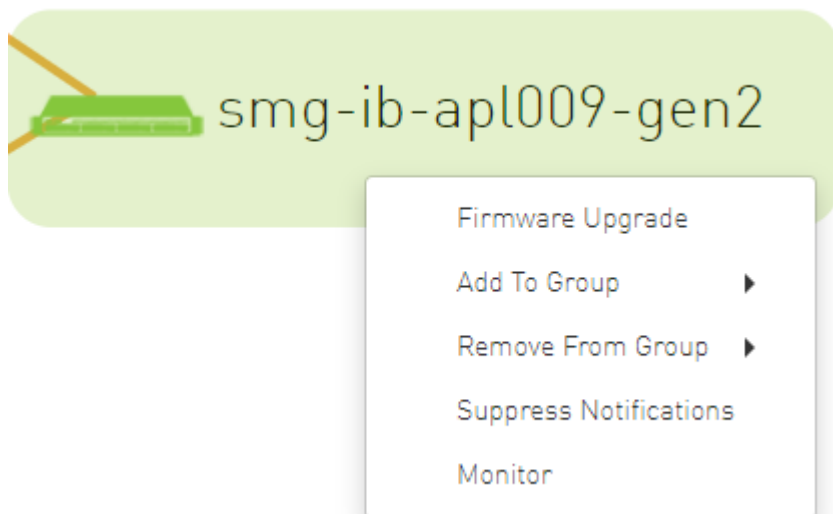 smg-ib-apl009-gen2
Firmware Upgrade
Add To Group
Remove From Group
Suppress Notifications
Monitor